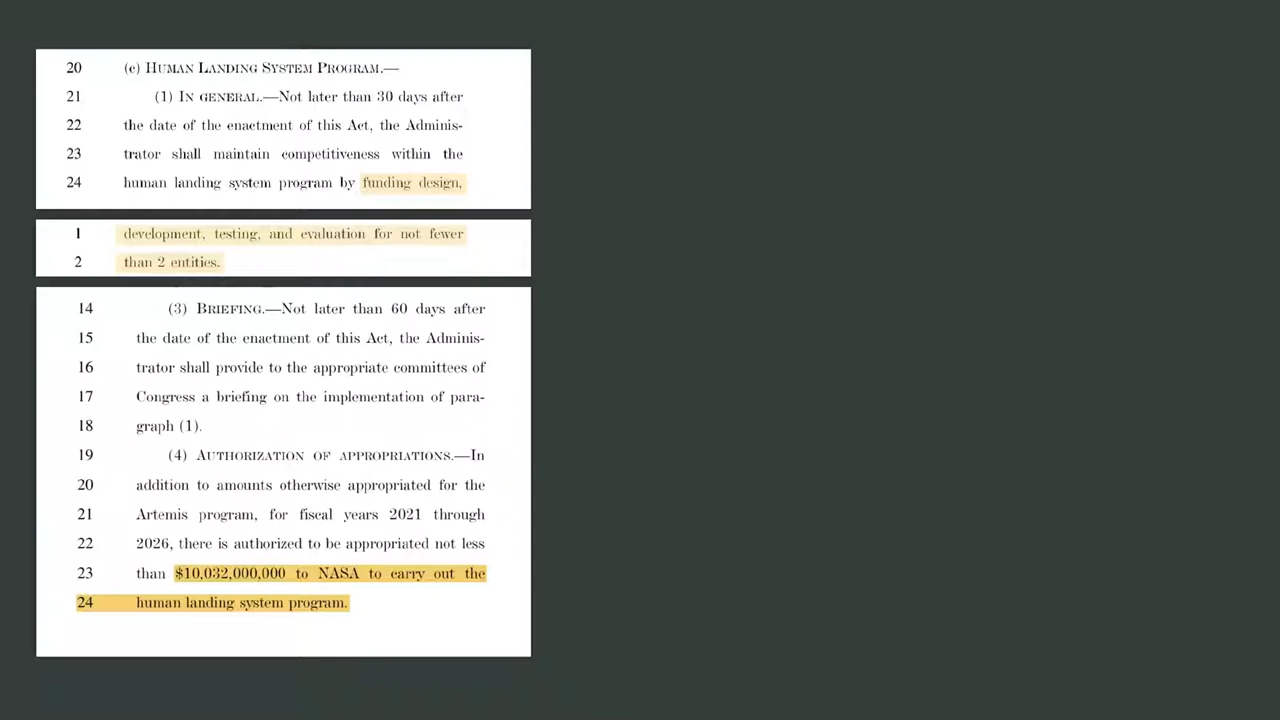 20 (c) HUMAN LANDING SYSTEM PROGRAM.—
21 (1) IN GENERAL.—Not later than 30 days after
22 the date of the enactment of this Act, the Adminis-
23 trator shall maintain competitiveness within the
24 human landing system program by funding design,
1 development, testing, and evaluation for not fewer
2 than 2 entities.
14 (3) BRIEFING.—Not later than 60 days after
15 the date of the enactment of this Act, the Adminis-
16 trator shall provide to the appropriate committees of
17 Congress a briefing on the implementation of para-
18 graph (1).
19 (4) AUTHORIZATION OF APPROPRIATIONS.—In
20 addition to amounts otherwise appropriated for the
21 Artemis program, for fiscal years 2021 through
22 2026, there is authorized to be appropriated not less
23 than $10,032,000,000 to NASA to carry out the
24 human landing system program.